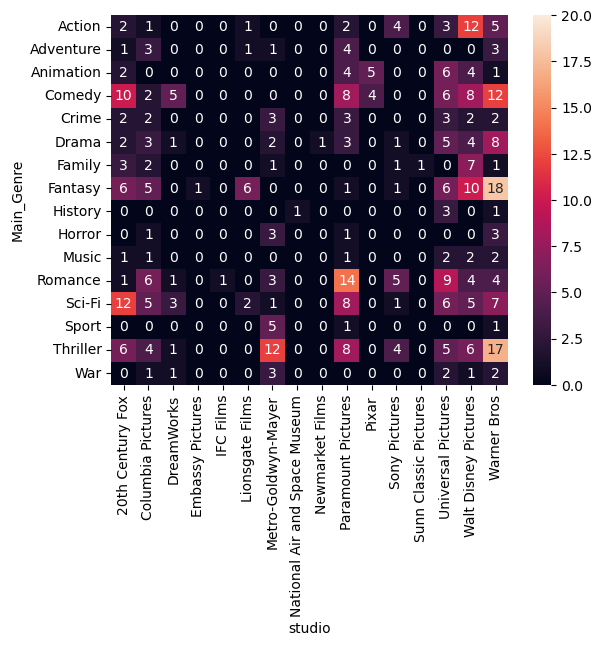 Main_Genre
Action 2 1 0 0 0 1 0 0 0 2 0 4 0 3 12 5
Adventure 1 3 0 0 0 1 1 0 0 4 0 0 0 0 0 3
Animation 2 0 0 0 0 0 0 0 0 4 5 0 0 6 4 1
Comedy 10 2 5 0 0 0 0 0 0 8 4 0 0 6 8 12
Crime 2 2 0 0 0 0 3 0 0 3 0 0 0 3 2 2
Drama 2 3 1 0 0 0 2 0 1 3 0 1 0 5 4 8
Family 3 2 0 0 0 0 1 0 0 0 0 1 1 0 7 1
Fantasy 6 5 0 1 0 6 0 0 0 1 0 1 0 6 10 18
History 0 0 0 0 0 0 0 1 0 0 0 0 0 3 0 1
Horror 0 1 0 0 0 0 3 0 0 1 0 0 0 0 0 3
Music 1 1 0 0 0 0 0 0 0 1 0 0 0 2 2 2
Romance 1 6 1 0 1 0 3 0 0 14 0 5 0 9 4 4
Sci-Fi 12 5 3 0 0 2 1 0 0 8 0 1 0 6 5 7
Sport 0 0 0 0 0 0 5 0 0 1 0 0 0 0 0 1
Thriller 6 4 1 0 0 0 12 0 0 8 0 4 0 5 6 17
War 0 1 1 0 0 0 3 0 0 0 0 0 0 2 1 2
20th Century Fox
Columbia Pictures
DreamWorks
Embassy Pictures
IFC Films
Lionsgate Films
Metro-Goldwyn-Mayer
National Air and Space Museum
Newmarket Films
Paramount Pictures
Pixar
Sony Pictures
Sunn Classic Pictures
Universal Pictures
Walt Disney Pictures
Warner Bros
studio
20.0
17.5
15.0
12.5
10.0
7.5
5.0
2.5
0.0